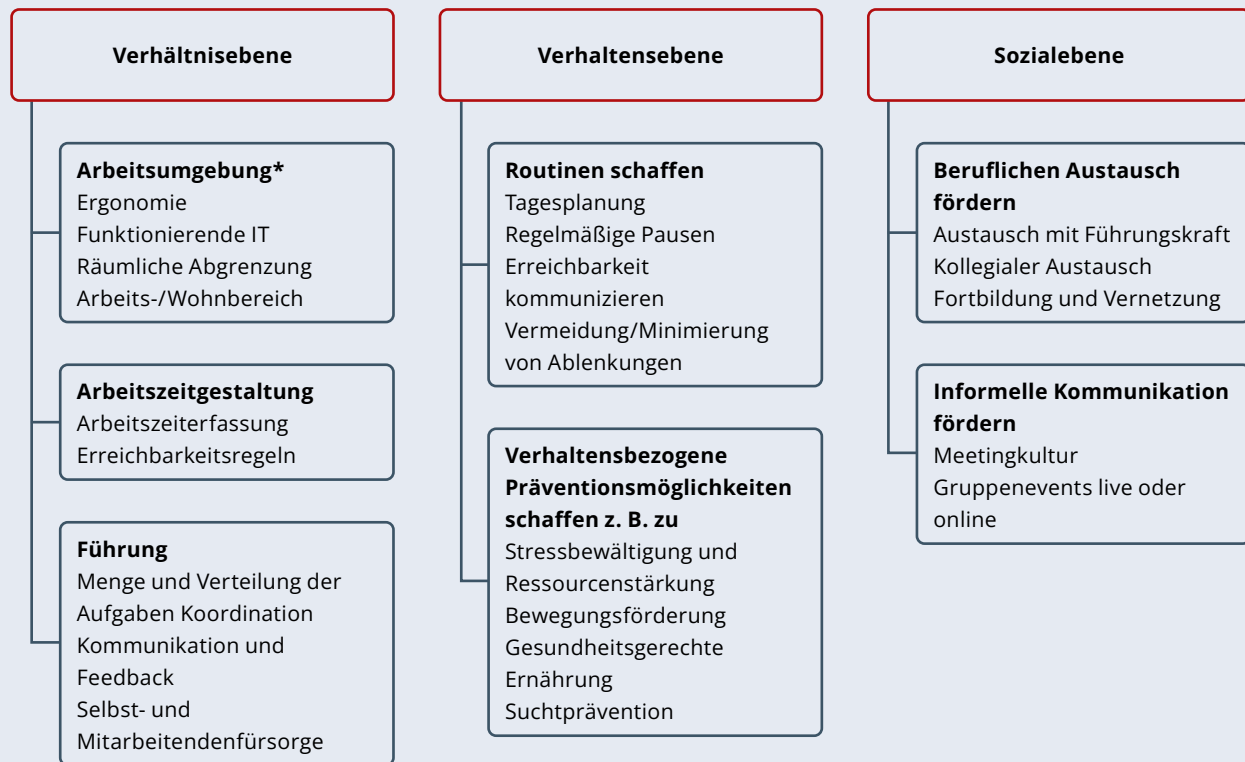 Verhältnisebene
Arbeitsumgebung*
Ergonomie
Funktionierende IT
Räumliche Abgrenzung
Arbeits-/Wohnbereich
Arbeitszeitgestaltung
Arbeitszeiterfassung
Erreichbarkeitsregeln
Führung
Menge und Verteilung der
Aufgaben Koordination
Kommunikation und
Feedback
Selbst- und
Mitarbeitendenfürsorge
Verhaltensebene
Routinen schaffen
Tagesplanung
Regelmäßige Pausen
Erreichbarkeit
kommunizieren
Vermeidung/Minimierung
von Ablenkungen
Verhaltensbezogene
Präventionsmöglichkeiten
schaffen z. B. zu
Stressbewältigung und
Ressourcenstärkung
Bewegungsförderung
Gesundheitsgerechte
Ernährung
Suchtprävention
Sozialebene
Beruflichen Austausch
fördern
Austausch mit Führungskraft
Kollegialer Austausch
Fortbildung und Vernetzung
Informelle Kommunikation
fördern
Meetingkultur
Gruppenevents live oder
online